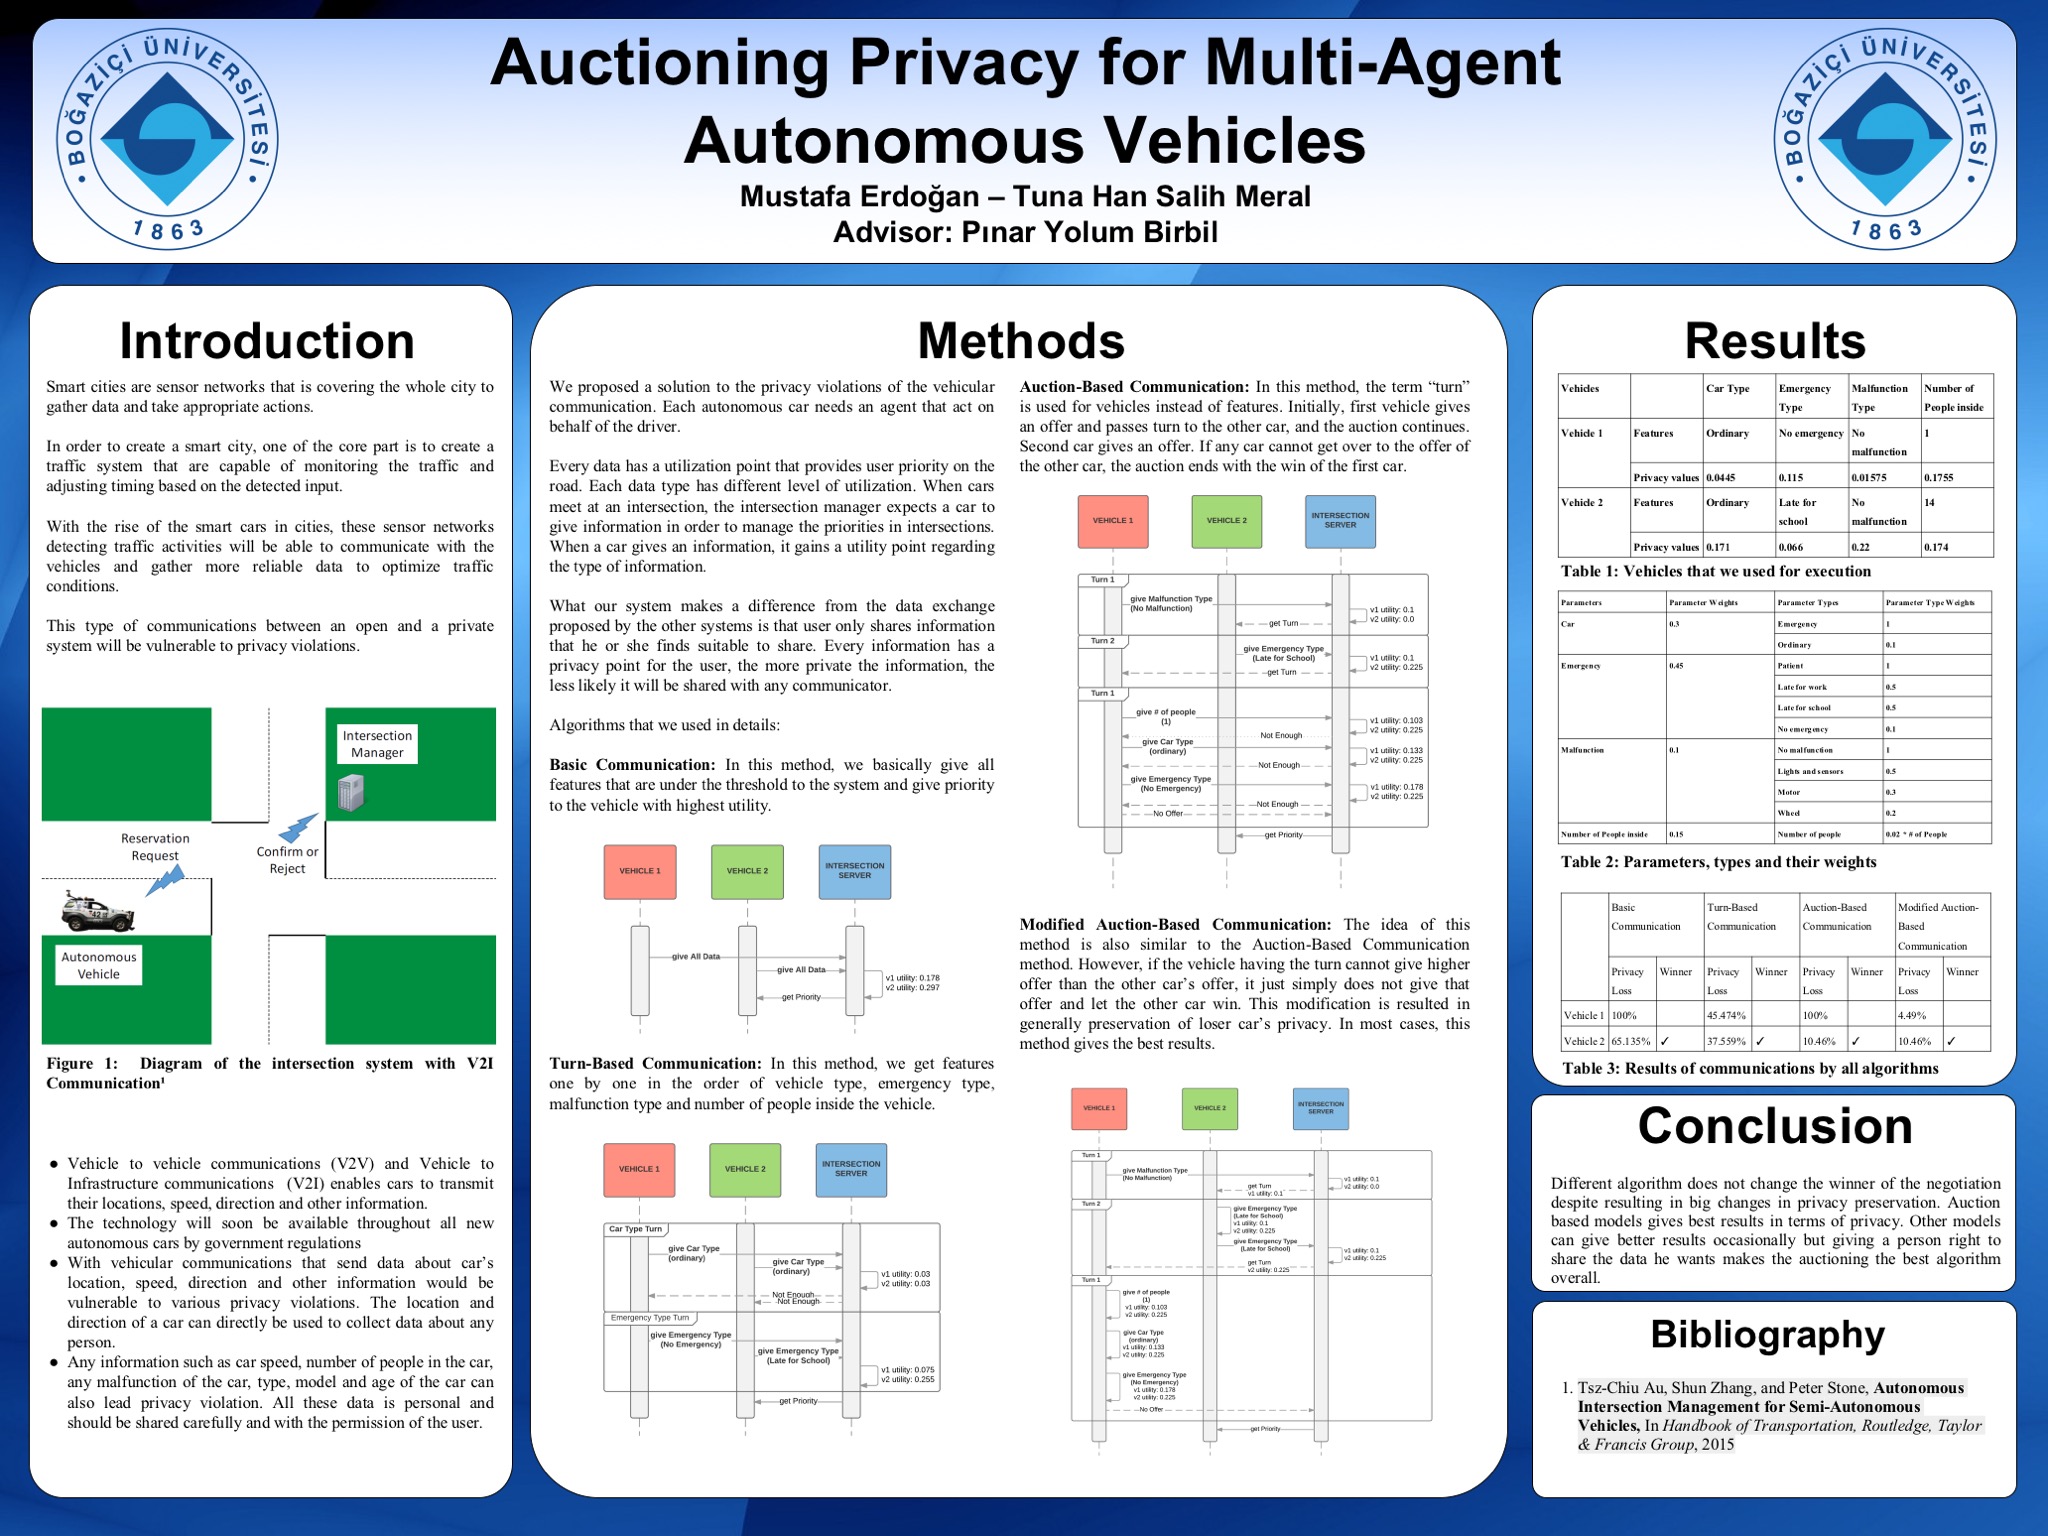 BOĞAZİÇİ ÜNİVERSİTESİ
1863
Auctioning Privacy for Multi-Agent
Autonomous Vehicles
Mustafa Erdoğan – Tuna Han Salih Meral
Advisor: Pınar Yolum Birbil
BOĞAZİÇİ ÜNİVERSİTESİ
1863
Introduction
Smart cities are sensor networks that is covering the whole city to
gather data and take appropriate actions.
In order to create a smart city, one of the core part is to create a
traffic system that are capable of monitoring the traffic and
adjusting timing based on the detected input.
With the rise of the smart cars in cities, these sensor networks
detecting traffic activities will be able to communicate with the
vehicles and gather more reliable data to optimize traffic
conditions.
This type of communications between an open and a private
system will be vulnerable to privacy violations.
Intersection
Manager
Reservation
Request
Confirm or
Reject
42
Autonomous
Vehicle
Figure 1: Diagram of the intersection system with V2I
Communication¹
● Vehicle to vehicle communications (V2V) and Vehicle to
Infrastructure communications (V2I) enables cars to transmit
their locations, speed, direction and other information.
● The technology will soon be available throughout all new
autonomous cars by government regulations
● With vehicular communications that send data about car's
location, speed, direction and other information would be
vulnerable to various privacy violations. The location and
direction of a car can directly be used to collect data about any
person.
● Any information such as car speed, number of people in the car,
any malfunction of the car, type, model and age of the car can
also lead privacy violation. All these data is personal and
should be shared carefully and with the permission of the user.
Methods
We proposed a solution to the privacy violations of the vehicular
communication. Each autonomous car needs an agent that act on
behalf of the driver.
Every data has a utilization point that provides user priority on the
road. Each data type has different level of utilization. When cars
meet at an intersection, the intersection manager expects a car to
give information in order to manage the priorities in intersections.
When a car gives an information, it gains a utility point regarding
the type of information.
What our system makes a difference from the data exchange
proposed by the other systems is that user only shares information
that he or she finds suitable to share. Every information has a
privacy point for the user, the more private the information, the
less likely it will be shared with any communicator.
Algorithms that we used in details:
Basic Communication: In this method, we basically give all
features that are under the threshold to the system and give priority
to the vehicle with highest utility.
VEHICLE 1 VEHICLE 2 INTERSECTION
SERVER
give All Data
give All Data
v1 utility: 0.178
v2 utility: 0.297
get Priority
Turn-Based Communication: In this method, we get features
one by one in the order of vehicle type, emergency type,
malfunction type and number of people inside the vehicle.
VEHICLE 1 VEHICLE 2 INTERSECTION
SERVER
Car Type Turn
give Car Type
(ordinary)
give Car Type
(ordinary)
v1 utility: 0.03
v2 utility: 0.03
Not Enough
Not Enough
Emergency Type Turn
give Emergency Type
(No Emergency)
give Emergency Type
(Late for School)
v1 utility: 0.075
v2 utility: 0.255
get Priority
Auction-Based Communication: In this method, the term “turn”
is used for vehicles instead of features. Initially, first vehicle gives
an offer and passes turn to the other car, and the auction continues.
Second car gives an offer. If any car cannot get over to the offer of
the other car, the auction ends with the win of the first car.
VEHICLE 1 VEHICLE 2 INTERSECTION
SERVER
Turn 1
give Malfunction Type
(No Malfunction)
v1 utility: 0.1
v2 utility: 0.0
get Turn
Turn 2
give Emergency Type
(Late for School)
v1 utility: 0.1
v2 utility: 0.225
get Turn
Turn 1
give # of people
(1)
v1 utility: 0.103
v2 utility: 0.225
Not Enough
give Car Type
(ordinary)
v1 utility: 0.133
v2 utility: 0.225
Not Enough
give Emergency Type
(No Emergency)
v1 utility: 0.178
v2 utility: 0.225
Not Enough
No Offer
get Priority
Modified Auction-Based Communication: The idea of this
method is also similar to the Auction-Based Communication
method. However, if the vehicle having the turn cannot give higher
offer than the other car's offer, it just simply does not give that
offer and let the other car win. This modification is resulted in
generally preservation of loser car's privacy. In most cases, this
method gives the best results.
VEHICLE 1 VEHICLE 2 INTERSECTION
SERVER
Turn 1
give Malfunction Type
(No Malfunction)
v1 utility: 0.1
v2 utility: 0.0
get Turn
v1 utility: 0.1
Turn 2
give Emergency Type
(Late for School)
v1 utility: 0.1
v2 utility: 0.225
give Emergency Type
(Late for School)
v1 utility: 0.1
v2 utility: 0.225
get Turn
v2 utility: 0.225
Turn 1
give # of people
(1)
v1 utility: 0.103
v2 utility: 0.225
give Car Type
(ordinary)
v1 utility: 0.133
v2 utility: 0.225
give Emergency Type
(No Emergency)
v1 utility: 0.178
v2 utility: 0.225
No Offer
get Priority
Results
Vehicles Car Type Emergency Type Malfunction Type Number of People inside
Vehicle 1 Features Ordinary No emergency No malfunction 1
Privacy values 0.0445 0.115 0.01575 0.1755
Vehicle 2 Features Ordinary Late for school No malfunction 14
Privacy values 0.171 0.066 0.22 0.174
Table 1: Vehicles that we used for execution
Parameters Parameter Weights Parameter Types Parameter Type Weights
Car 0.3 Emergency 1
Ordinary 0.1
Emergency 0.45 Patient 1
Late for work 0.5
Late for school 0.5
No emergency 0.1
Malfunction 0.1 No malfunction 1
Lights and sensors 0.5
Motor 0.3
Wheel 0.2
Number of People inside 0.15 Number of people 0.02 * # of People
Table 2: Parameters, types and their weights
Basic Communication Turn-Based Communication Auction-Based Communication Modified Auction-Based Communication
Privacy Loss Winner Privacy Loss Winner Privacy Loss Winner Privacy Loss Winner
Vehicle 1 100% 45.474% 100% 4.49%
Vehicle 2 65.135% ✓ 37.559% ✓ 10.46% ✓ 10.46% ✓
Table 3: Results of communications by all algorithms
Conclusion
Different algorithm does not change the winner of the negotiation
despite resulting in big changes in privacy preservation. Auction
based models gives best results in terms of privacy. Other models
can give better results occasionally but giving a person right to
share the data he wants makes the auctioning the best algorithm
overall.
Bibliography
1. Tsz-Chiu Au, Shun Zhang, and Peter Stone, Autonomous
Intersection Management for Semi-Autonomous
Vehicles, In Handbook of Transportation, Routledge, Taylor
& Francis Group, 2015